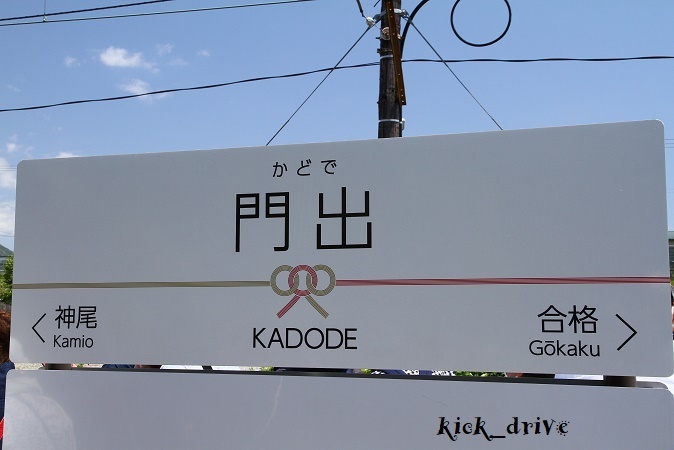 かどで
門出
KADODE
< 神尾
Kamio
合格 >
Gōkaku
kick_drive